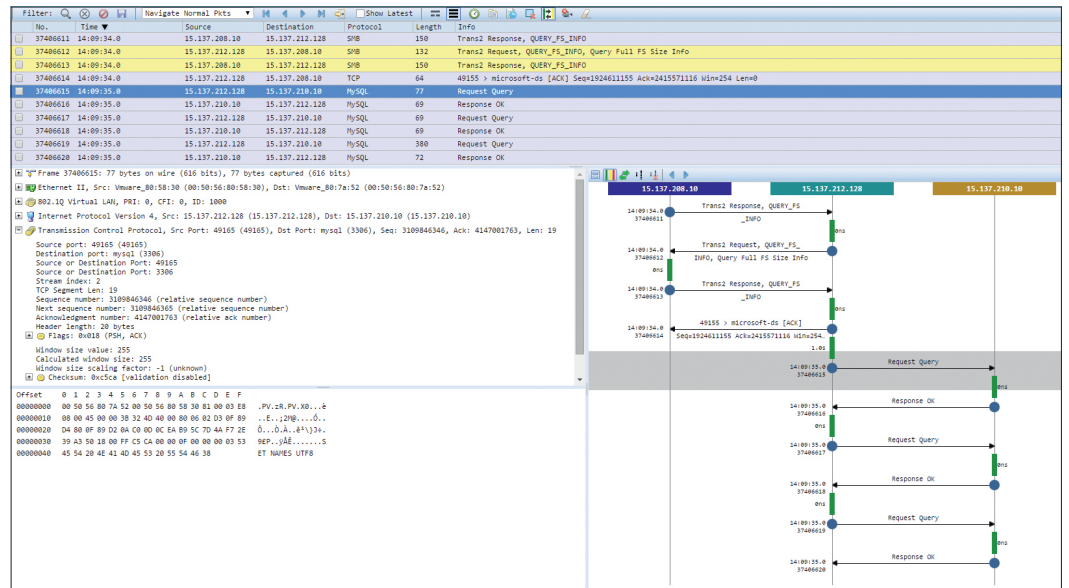 Filter: Navigate Normal Pkts Show Latest
No. Time Source Destination Protocol Length Info
37406611 14:09:34.0 15.137.208.10 15.137.212.128 SMB 150 Trans2 Response, QUERY_FS_INFO
37406612 14:09:34.0 15.137.212.128 15.137.208.10 SMB 132 Trans2 Request, QUERY_FS_INFO, Query Full FS Size Info
37406613 14:09:34.0 15.137.208.10 15.137.212.128 SMB 150 Trans2 Response, QUERY_FS_INFO
37406614 14:09:34.0 15.137.212.128 15.137.208.10 TCP 64 49155 > microsoft-ds [ACK] Seq=1924611155 Ack=2415571116 Win=254 Len=0
37406615 14:09:35.0 15.137.212.128 15.137.210.10 MySQL 77 Request Query
37406616 14:09:35.0 15.137.210.10 15.137.212.128 MySQL 69 Response OK
37406617 14:09:35.0 15.137.212.128 15.137.210.10 MySQL 69 Request Query
37406618 14:09:35.0 15.137.210.10 15.137.212.128 MySQL 69 Response OK
37406619 14:09:35.0 15.137.212.128 15.137.210.10 MySQL 380 Request Query
37406620 14:09:35.0 15.137.210.10 15.137.212.128 MySQL 72 Response OK
Frame 37406615: 77 bytes on wire (616 bits), 77 bytes captured (616 bits)
Ethernet II, Src: Vmware_80:58:30 (00:50:56:80:58:30), Dst: Vmware_80:7a:52 (00:50:56:80:7a:52)
802.1Q Virtual LAN, PRI: 0, CFI: 0, ID: 1000
Internet Protocol Version 4, Src: 15.137.212.128 (15.137.212.128), Dst: 15.137.210.10 (15.137.210.10)
Transmission Control Protocol, Src Port: 49165 (49165), Dst Port: mysql (3306), Seq: 3109846346, Ack: 4147001763, Len: 19
Source port: 49165 (49165)
Destination port: mysql (3306)
Source or Destination Port: 49165
Source or Destination Port: 3306
Stream index: 2
TCP Segment Len: 19
Sequence number: 3109846346 (relative sequence number)
Next sequence number: 3109846365 (relative sequence number)
Acknowledgment number: 4147001763 (relative ack number)
Header length: 20 bytes
Flags: 0x018 (PSH, ACK)
Window size value: 255
Calculated window size: 255
Window size scaling factor: -1 (unknown)
Checksum: 0xc5ca [validation disabled]
Offset 0 1 2 3 4 5 6 7 8 9 A B C D E F
00000000 00 50 56 80 7A 52 00 50 56 80 58 30 81 00 03 E8 .PV.zR.PV.X0...è
00000010 08 00 45 00 00 3B 32 4D 40 00 80 06 02 D3 0F 89 ..E..;2M@....Ó..
00000020 D4 80 0F 89 D2 0A C0 0D 0C EA B9 5C 7D 4A F7 2E Ô...Ò.À..ê¹\}J÷.
00000030 39 A3 50 18 00 FF C5 CA 00 00 0F 00 00 00 03 53 9£P..ÿÅÊ.......S
00000040 45 54 20 4E 41 4D 45 53 20 55 54 46 38 ET NAMES UTF8
15.137.208.10 15.137.212.128 15.137.210.10
Trans2 Response, QUERY_FS
14:09:34.0
37406611 _INFO
0ns
Trans2 Request, QUERY_FS_
14:09:34.0
37406612 INFO, Query Full FS Size Info
0ns
Trans2 Response, QUERY_FS
14:09:34.0
37406613 _INFO
0ns
49155 > microsoft-ds [ACK]
14:09:34.0
37406614 Seq=1924611155 Ack=2415571116 Win=254..
1.0s
Request Query
14:09:35.0
37406615
0ns
Response OK
14:09:35.0
37406616
0ns
Request Query
14:09:35.0
37406617
0ns
Response OK
14:09:35.0
37406618
0ns
Request Query
14:09:35.0
37406619
0ns
Response OK
14:09:35.0
37406620